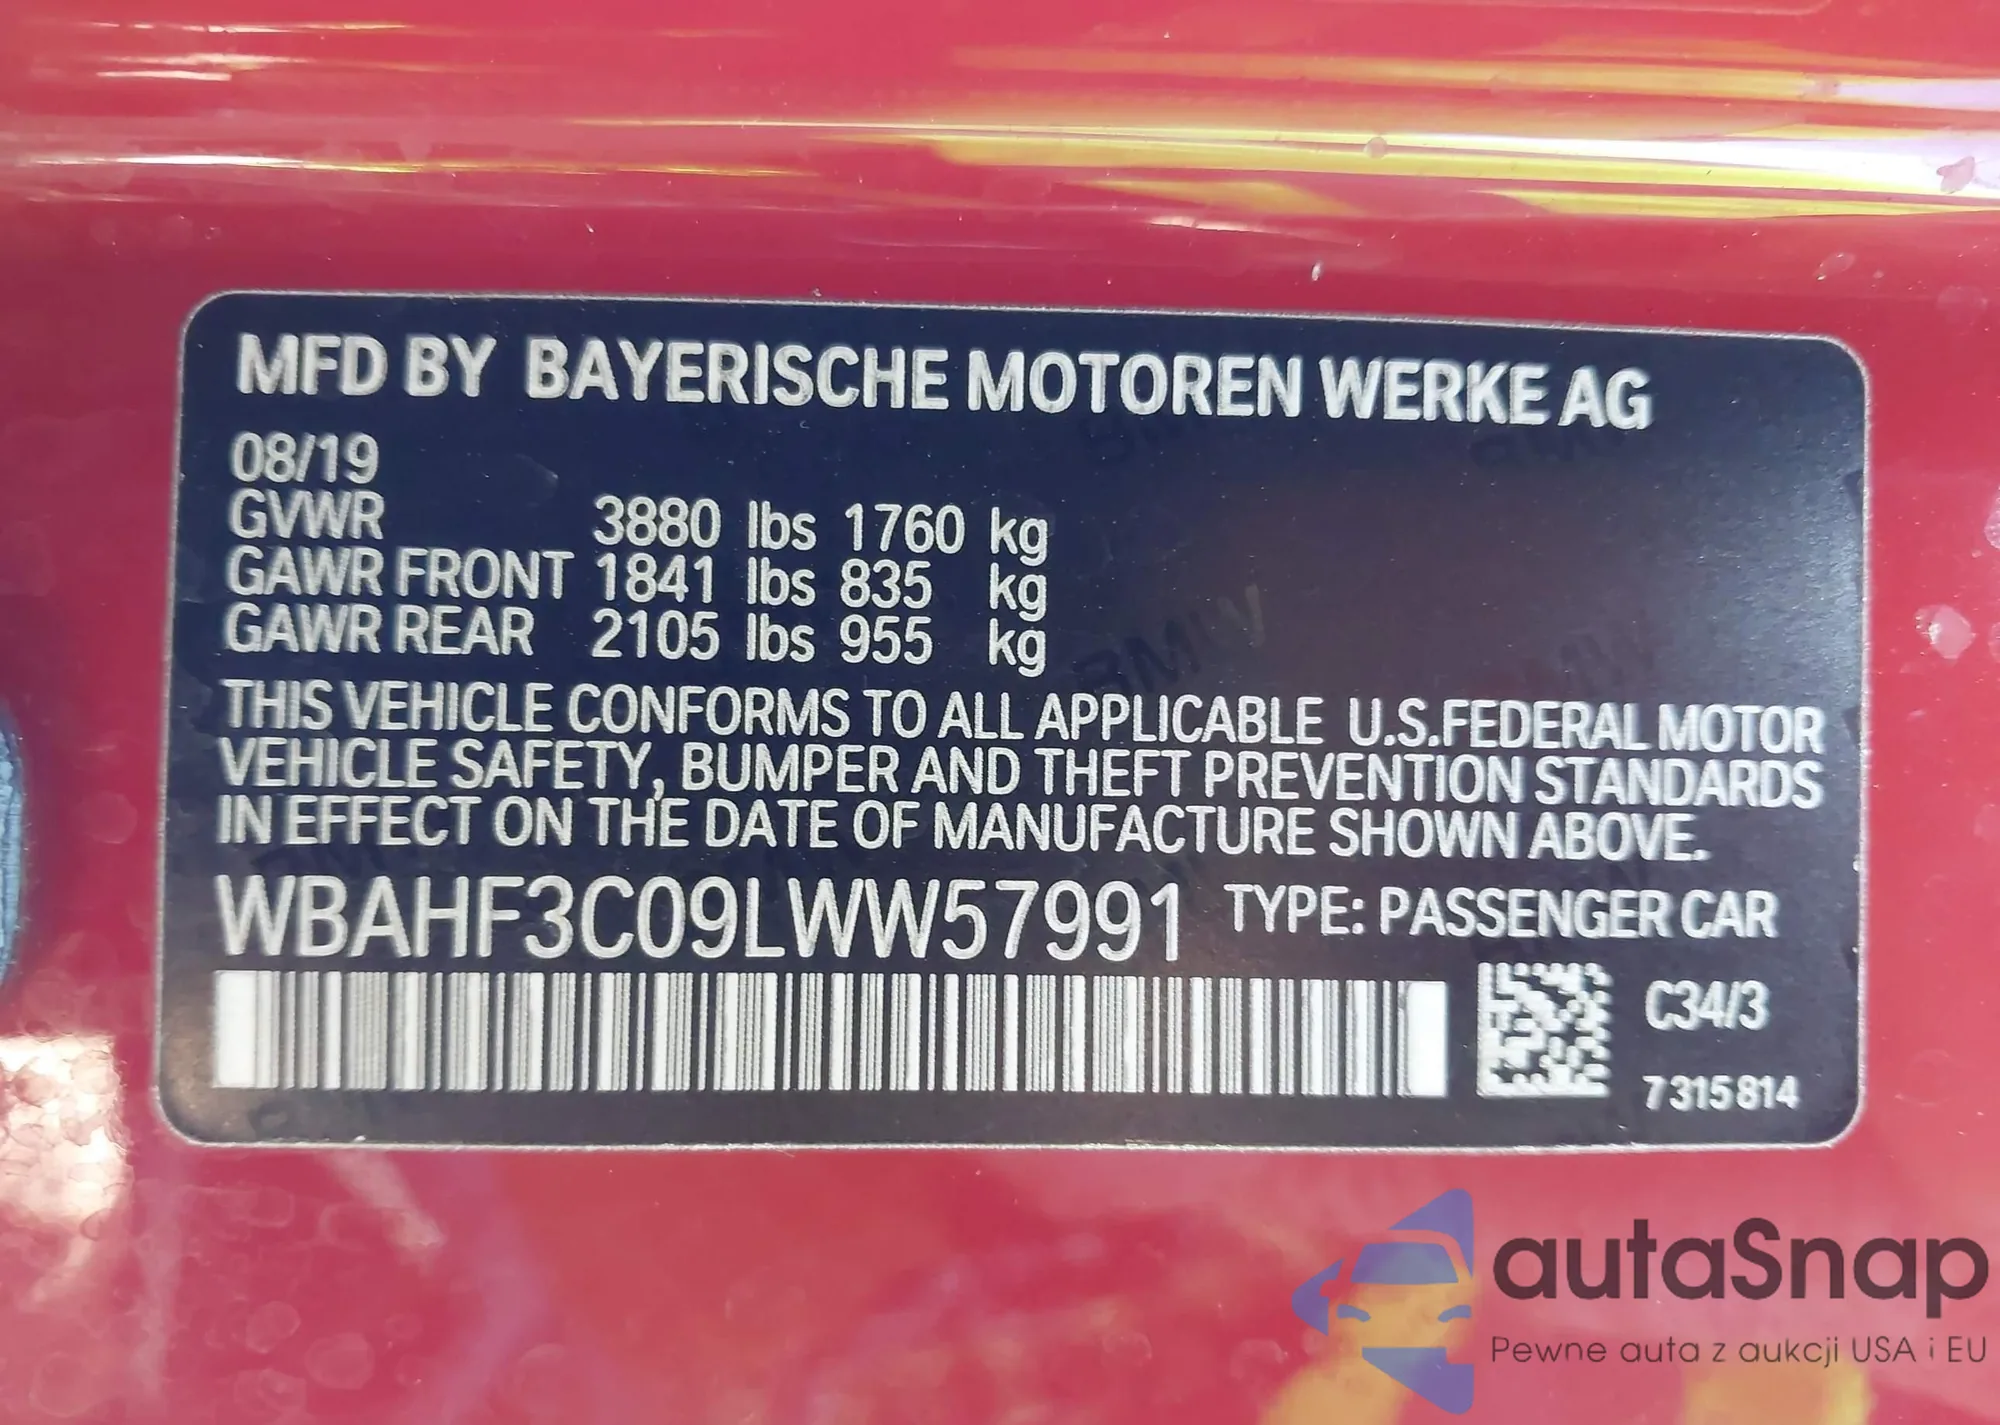 MFD BY BAYERISCHE MOTOREN WERKE AG
08/19
GVWR 3880 lbs 1760 kg
GAWR FRONT 1841 lbs 835 kg
GAWR REAR 2105 lbs 955 kg
THIS VEHICLE CONFORMS TO ALL APPLICABLE U.S.FEDERAL MOTOR
VEHICLE SAFETY, BUMPER AND THEFT PREVENTION STANDARDS
IN EFFECT ON THE DATE OF MANUFACTURE SHOWN ABOVE.
WBAHF3C09LWW57991 TYPE: PASSENGER CAR
C34/3
7315814
BMW
autaSnap
Pewne auta z aukcji USA i EU